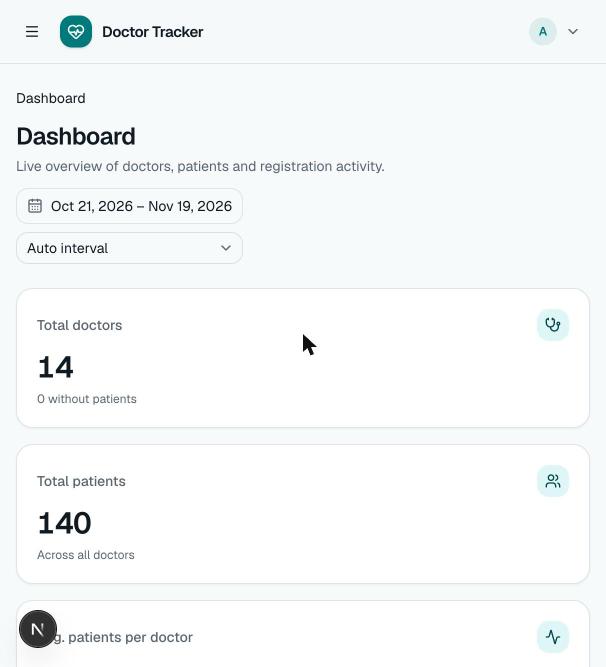 Doctor Tracker
A
Dashboard
Dashboard
Live overview of doctors, patients and registration activity.
Oct 21, 2026 – Nov 19, 2026
Auto interval
Total doctors
14
0 without patients
Total patients
140
Across all doctors
N
g. patients per doctor